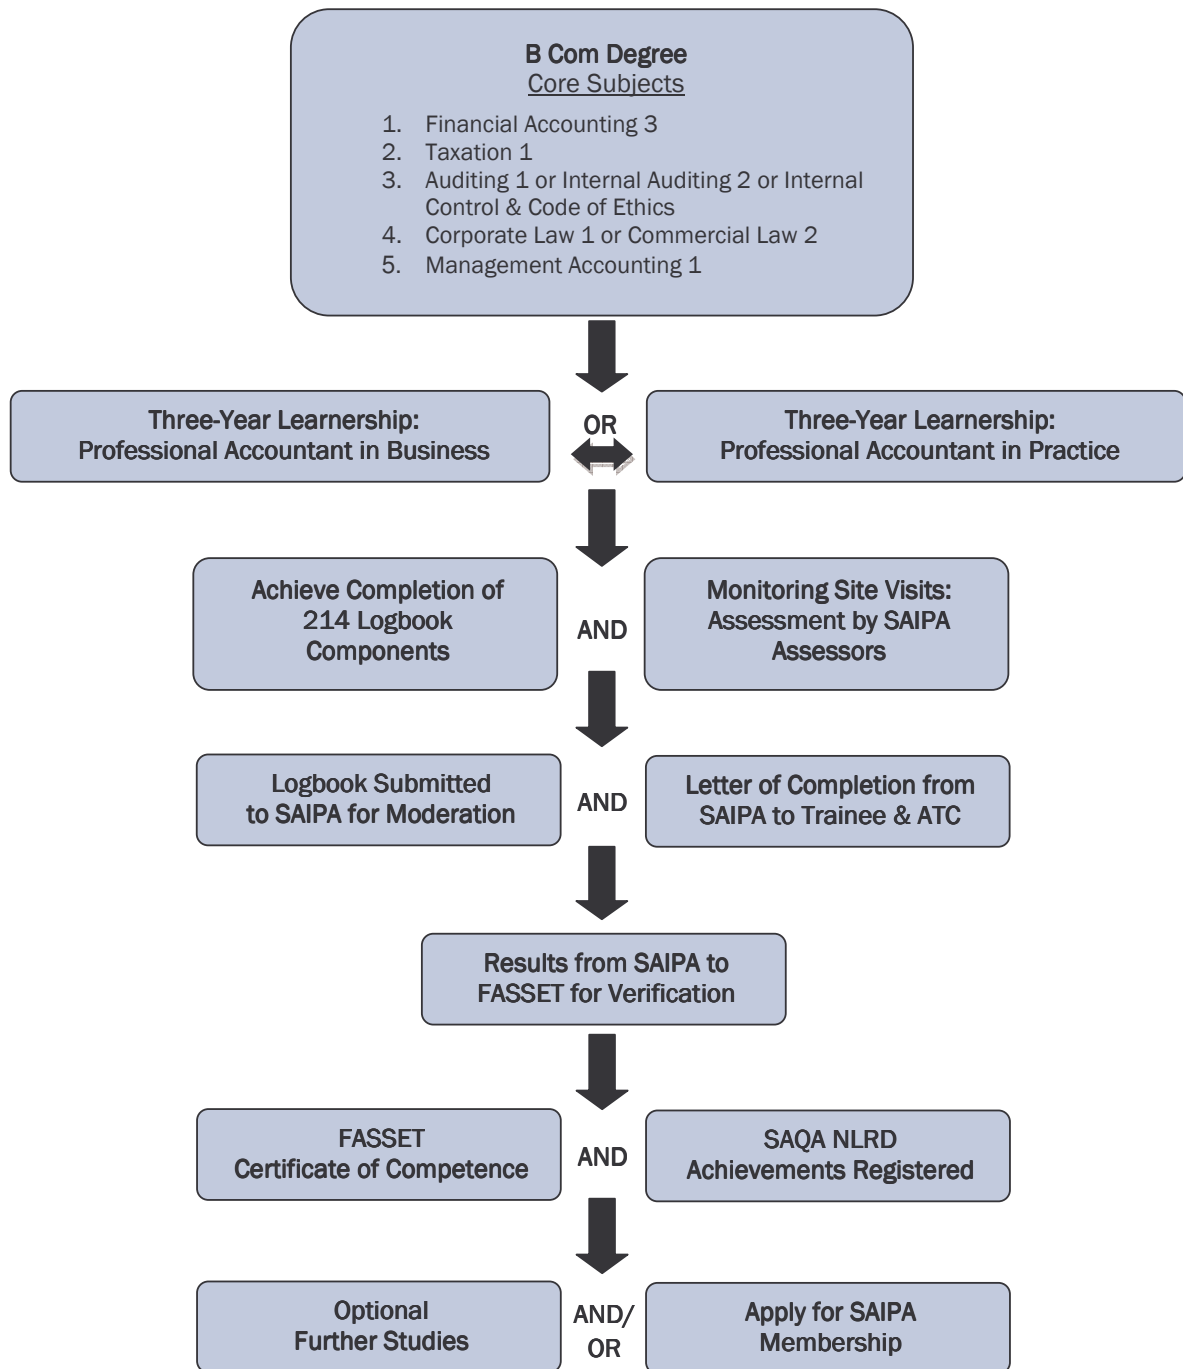 B Com Degree
Core Subjects
1. Financial Accounting 3
2. Taxation 1
3. Auditing 1 or Internal Auditing 2 or Internal
Control & Code of Ethics
4. Corporate Law 1 or Commercial Law 2
5. Management Accounting 1
Three-Year Learnership:
Professional Accountant in Business
OR
Three-Year Learnership:
Professional Accountant in Practice
Achieve Completion of
214 Logbook
Components
AND
Monitoring Site Visits:
Assessment by SAIPA
Assessors
Logbook Submitted
to SAIPA for Moderation
AND
Letter of Completion from
SAIPA to Trainee & ATC
Results from SAIPA to
FASSET for Verification
FASSET
Certificate of Competence
AND
SAQA NLRD
Achievements Registered
Optional
Further Studies
AND/
OR
Apply for SAIPA
Membership